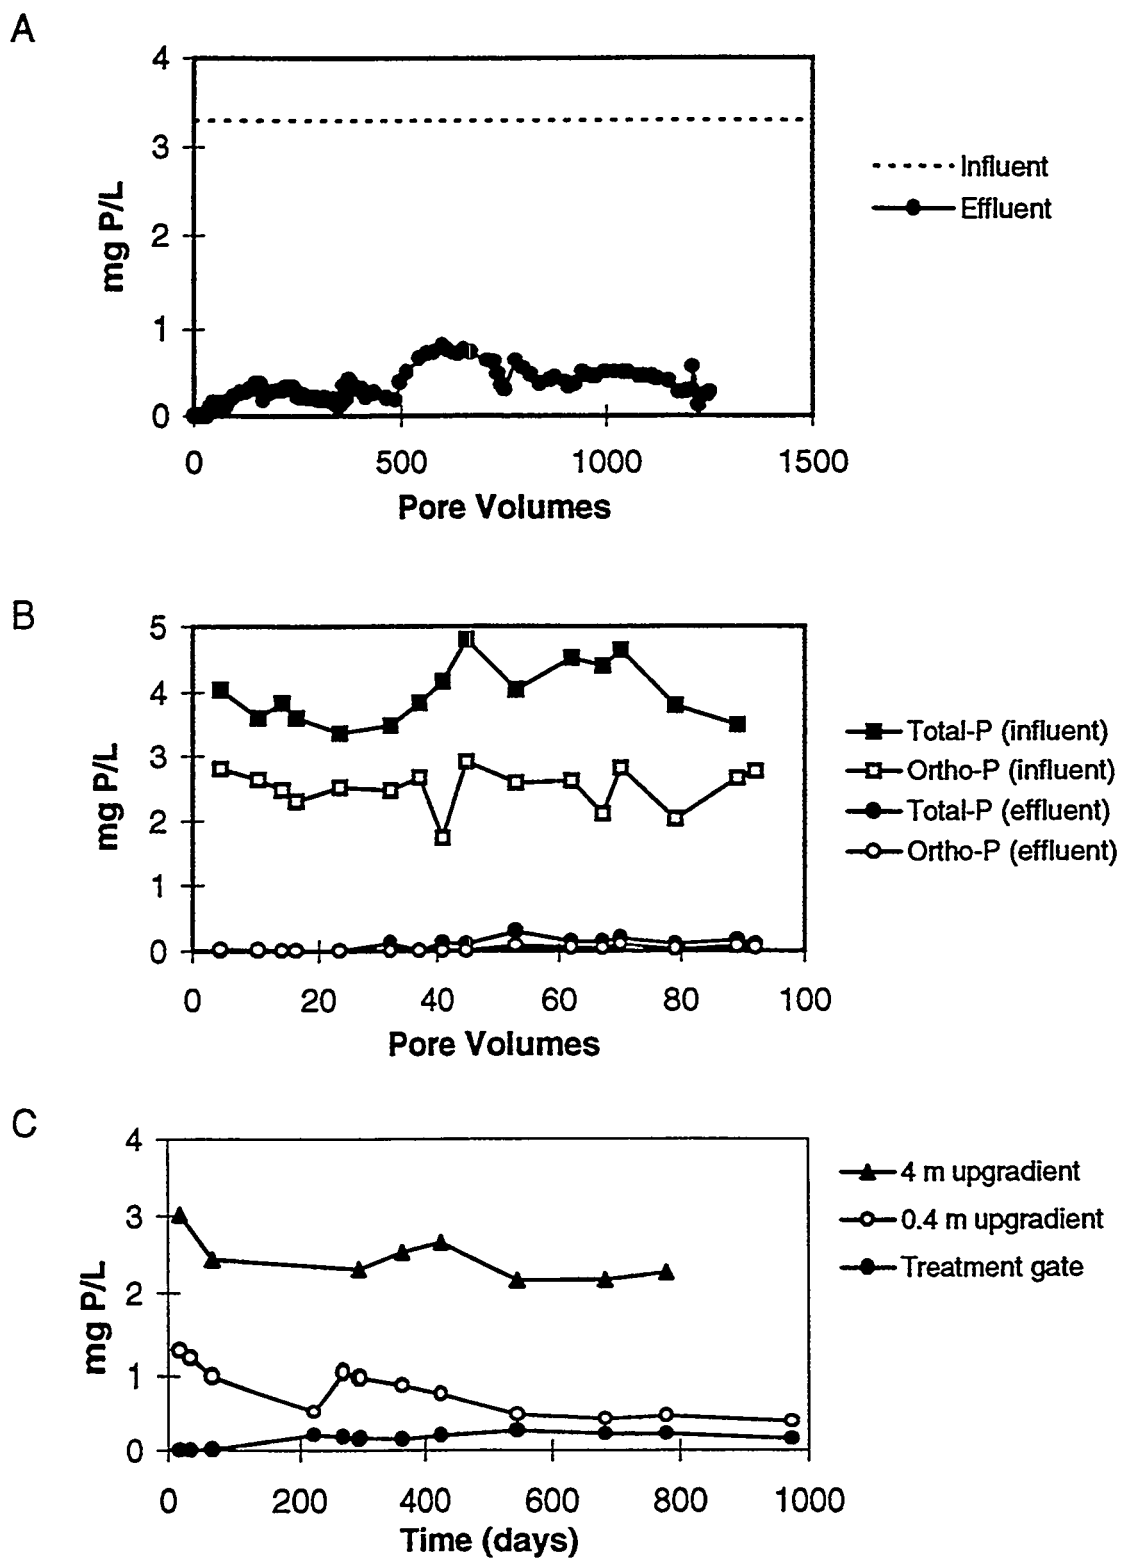 A
4
3
2
1
0
mg P/L
0 500 1000 1500
Pore Volumes
Influent
Effluent
B
5
4
3
2
1
0
mg P/L
0 20 40 60 80 100
Pore Volumes
Total-P (influent)
Ortho-P (influent)
Total-P (effluent)
Ortho-P (effluent)
C
4
3
2
1
0
mg P/L
0 200 400 600 800 1000
Time (days)
4 m upgradient
0.4 m upgradient
Treatment gate